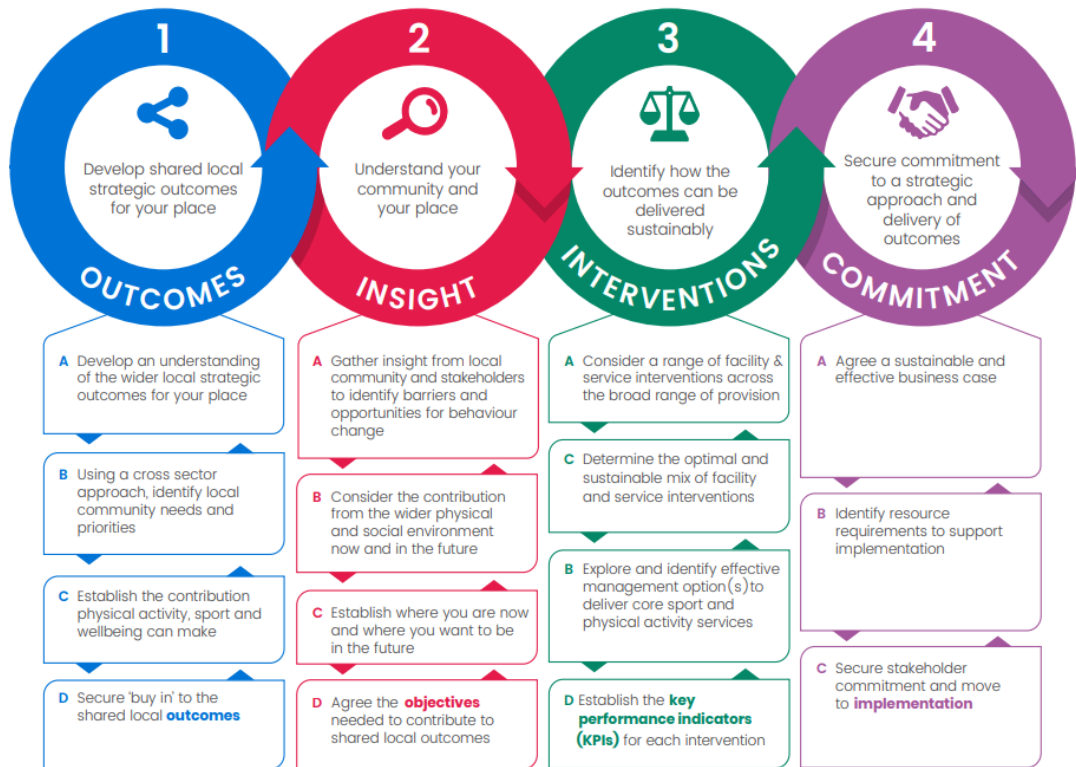 1
Develop shared local
strategic outcomes
for your place
OUTCOMES
A Develop an understanding
of the wider local strategic
outcomes for your place
B Using a cross sector
approach, identify local
community needs and
priorities
C Establish the contribution
physical activity, sport and
wellbeing can make
D Secure 'buy in' to the
shared local outcomes
2
Understand your
community and
your place
INSIGHT
A Gather insight from local
community and stakeholders
to identify barriers and
opportunities for behaviour
change
B Consider the contribution
from the wider physical
and social environment
now and in the future
C Establish where you are now
and where you want to be
in the future
D Agree the objectives
needed to contribute to
shared local outcomes
3
Identify how the
outcomes can be
delivered
sustainably
INTERVENTIONS
A Consider a range of facility &
service interventions across
the broad range of provision
C Determine the optimal and
sustainable mix of facility
and service interventions
B Explore and identify effective
management option(s)to
deliver core sport and
physical activity services
D Establish the key
performance indicators
(KPIs) for each intervention
4
Secure commitment
to a strategic
approach and
delivery of
outcomes
COMMITMENT
A Agree a sustainable and
effective business case
B Identify resource
requirements to support
implementation
C Secure stakeholder
commitment and move
to implementation